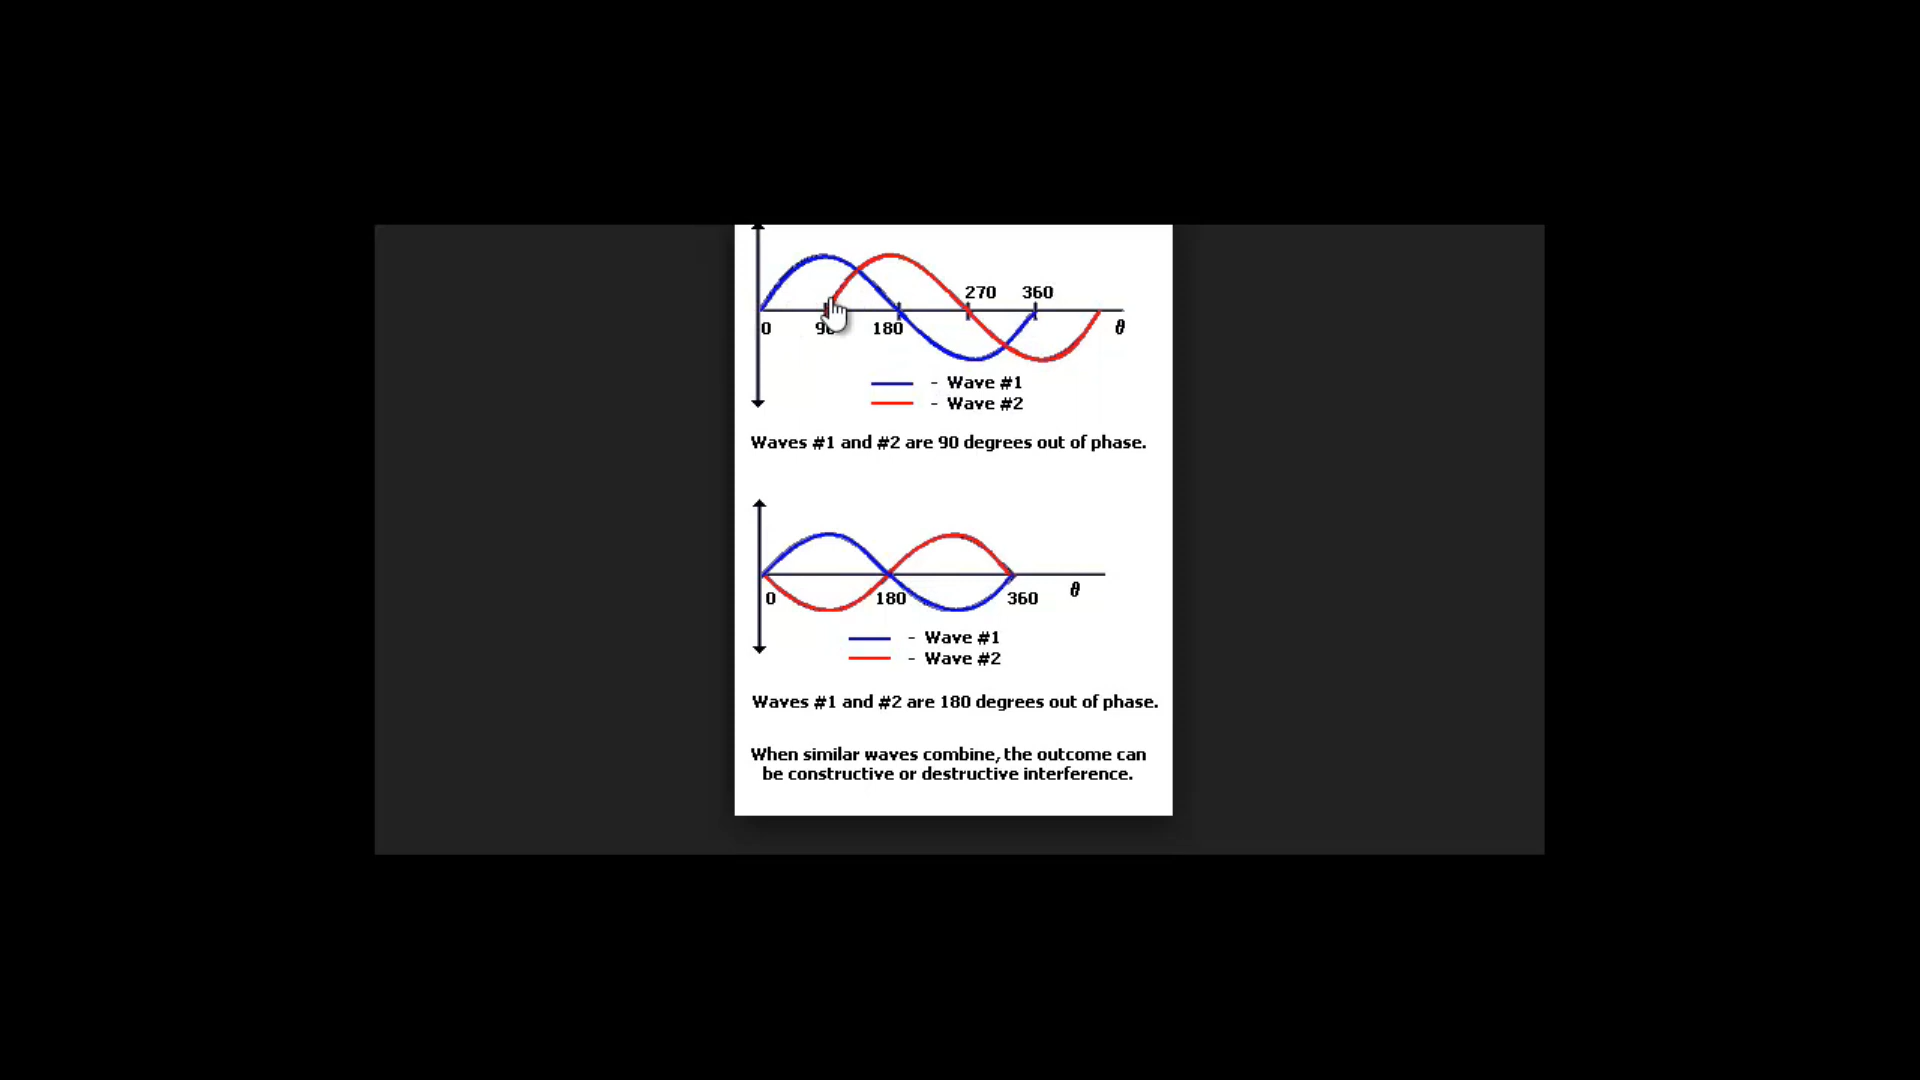 270 360
0 180 θ
- Wave #1
- Wave #2
Waves #1 and #2 are 90 degrees out of phase.
0 180 360 θ
- Wave #1
- Wave #2
Waves #1 and #2 are 180 degrees out of phase.
When similar waves combine, the outcome can
be constructive or destructive interference.